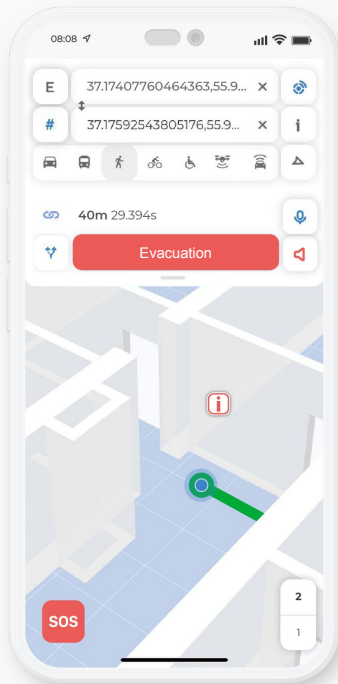 08:08
E 37.17407760464363,55.9...
# 37.17592543805176,55.9...
i
40m 29.394s
Evacuation
i
SOS
2
1